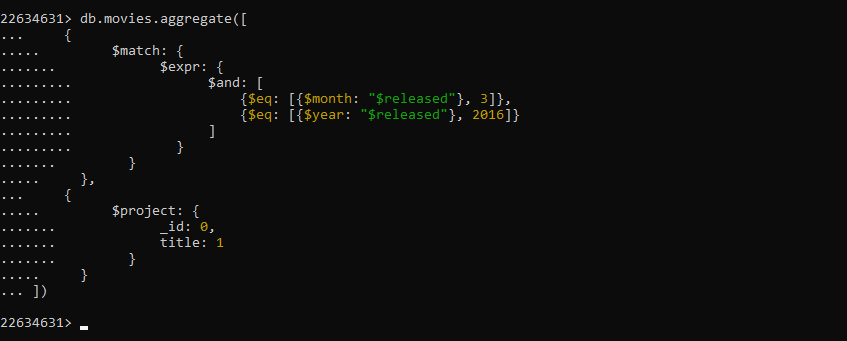 22634631> db.movies.aggregate([
...     {
.....         $match: {
.......             $expr: {
.........                 $and: [
.........                     {$eq: [{$month: "$released"}, 3]},
.........                     {$eq: [{$year: "$released"}, 2016]}
.........                 ]
.........             }
.......         }
.....     },
...     {
.....         $project: {
.......             _id: 0,
.......             title: 1
.......         }
.....     }
... ])
22634631>